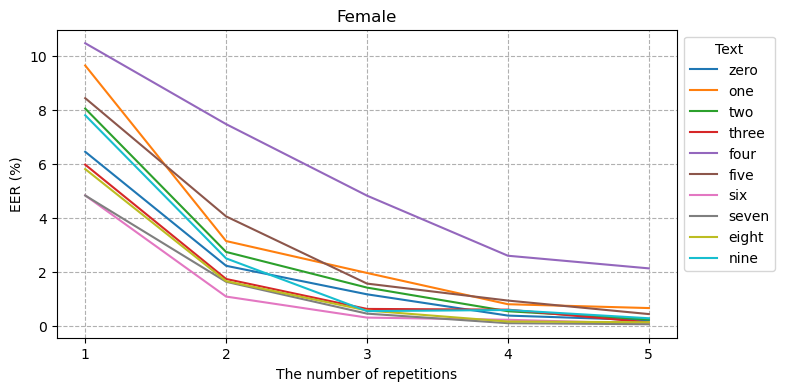 Female
EER (%)
10
8
6
4
2
0
1 2 3 4 5
The number of repetitions
Text
zero
one
two
three
four
five
six
seven
eight
nine